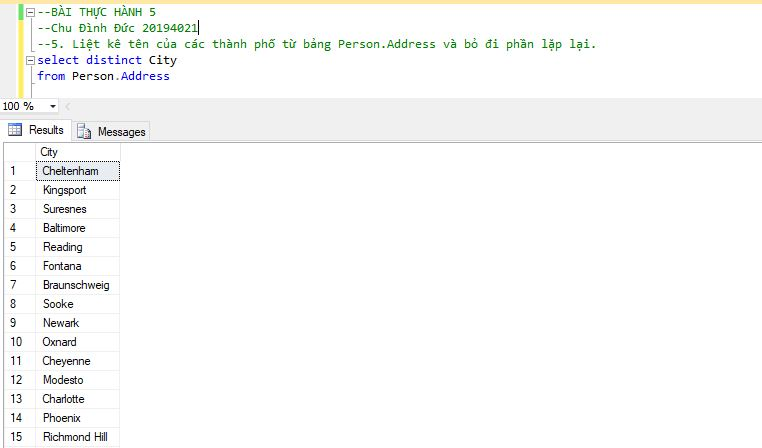 --BÀI THỰC HÀNH 5
--Chu Đình Đức 20194021
--5. Liệt kê tên của các thành phố từ bảng Person.Address và bỏ đi phần lặp lại.
select distinct City
from Person.Address
100 %
Results Messages
City
1 Cheltenham
2 Kingsport
3 Suresnes
4 Baltimore
5 Reading
6 Fontana
7 Braunschweig
8 Sooke
9 Newark
10 Oxnard
11 Cheyenne
12 Modesto
13 Charlotte
14 Phoenix
15 Richmond Hill